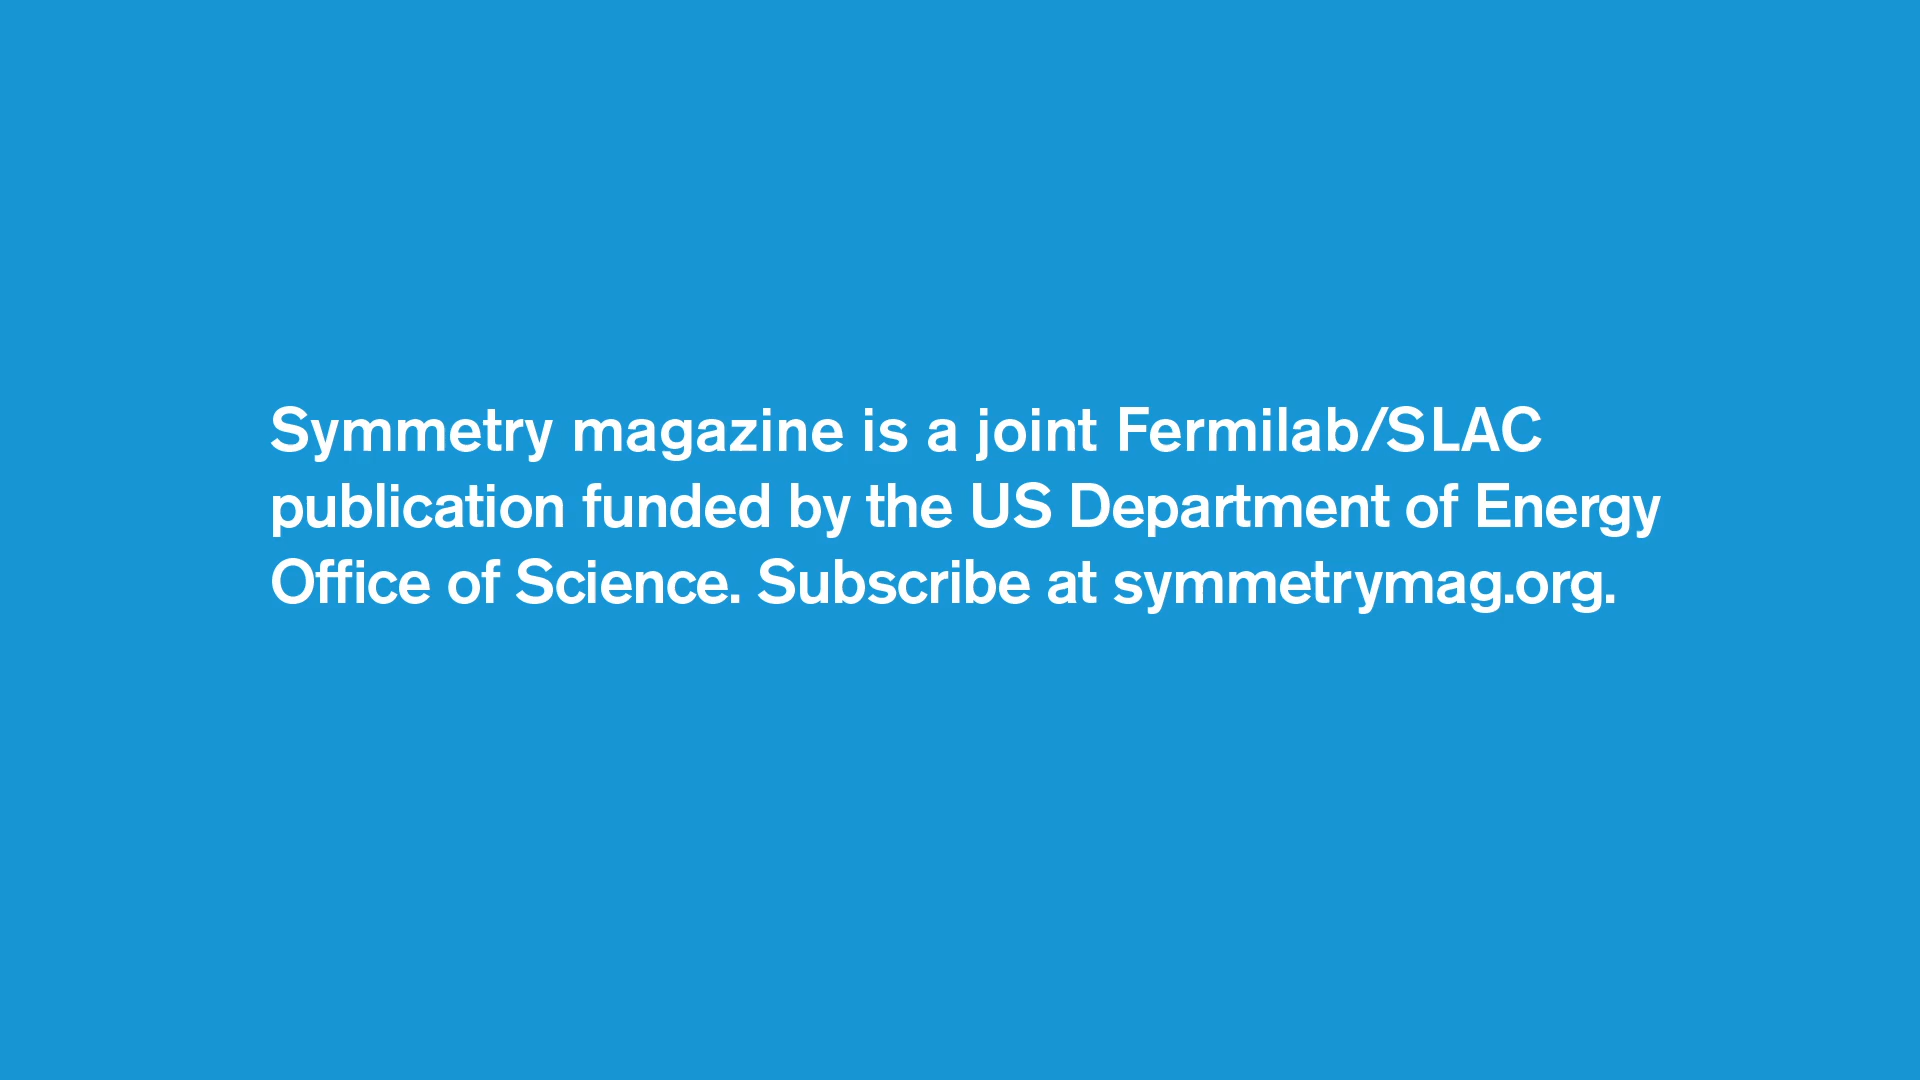 Symmetry magazine is a joint Fermilab/SLAC
publication funded by the US Department of Energy
Office of Science. Subscribe at symmetrymag.org.